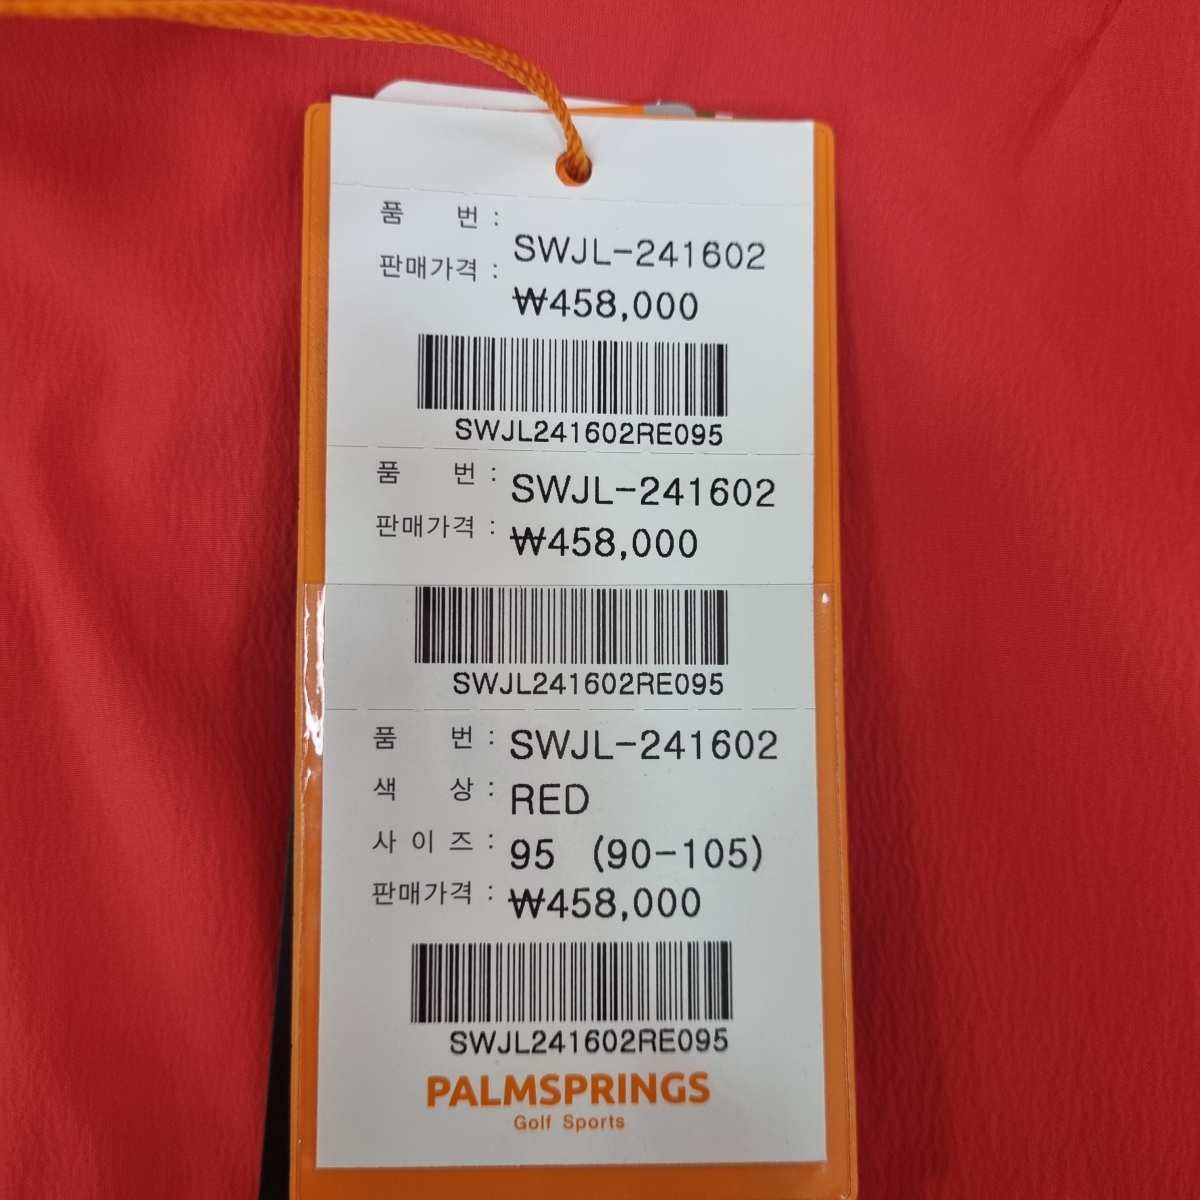 품 번 : SWJL-241602
판매가격 : ₩458,000
SWJL241602RE095
품 번 : SWJL-241602
판매가격 : ₩458,000
SWJL241602RE095
품 번 : SWJL-241602
색 상 : RED
사 이 즈 : 95 (90-105)
판매가격 : ₩458,000
SWJL241602RE095
PALMSPRINGS
Golf Sports